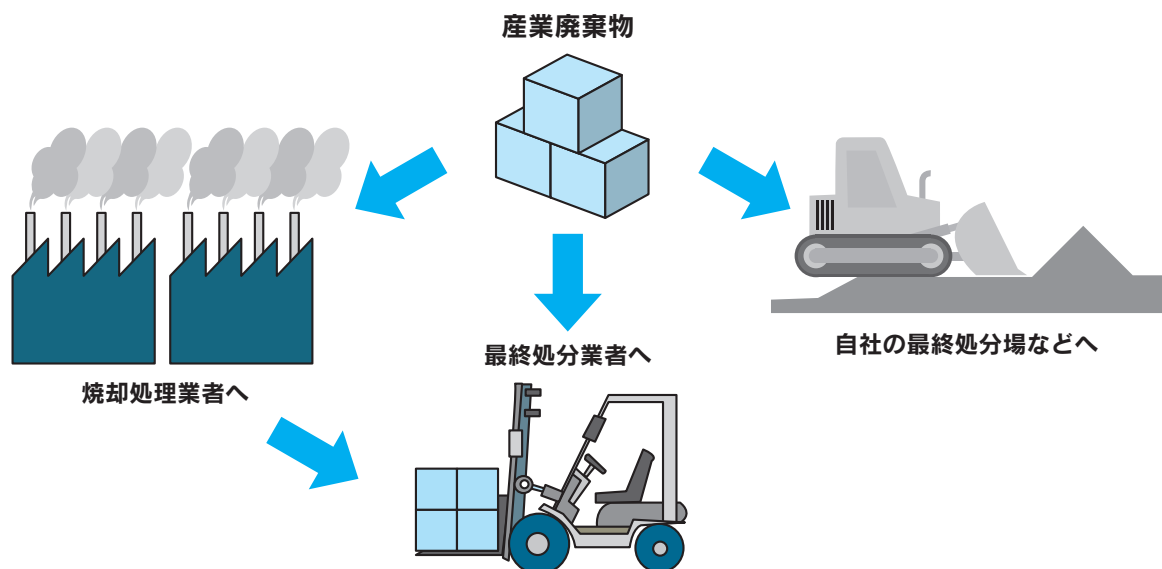 産業廃棄物
焼却処理業者へ
最終処分業者へ
自社の最終処分場などへ